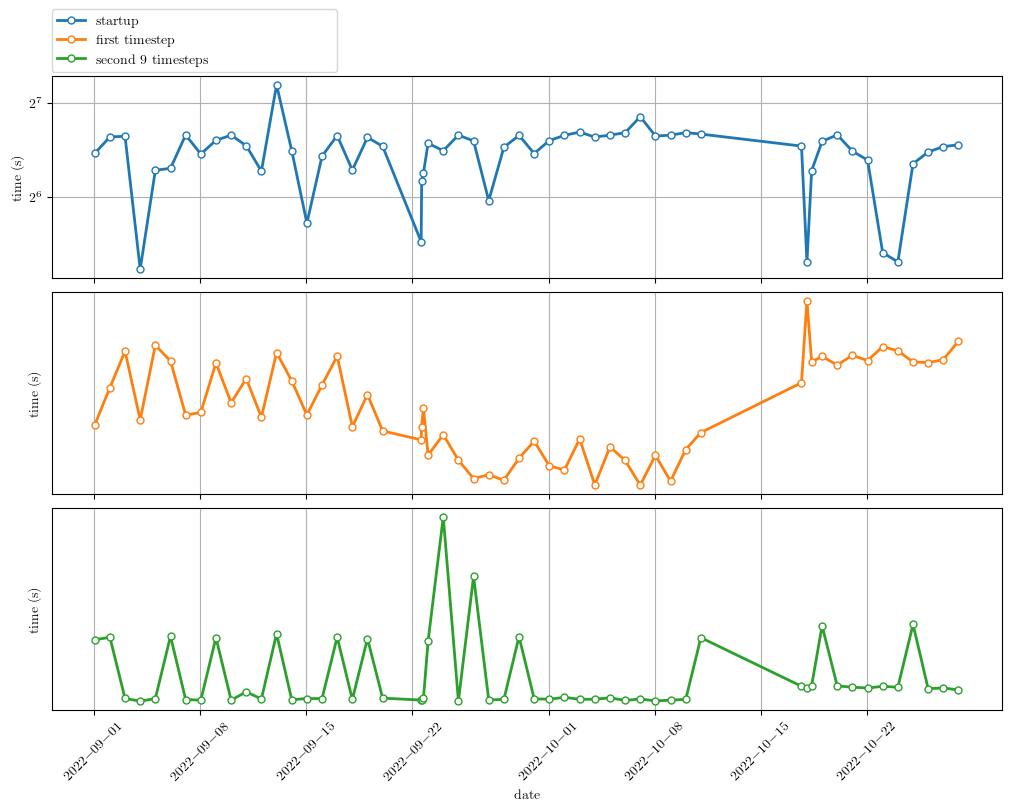 startup
first timestep
second 9 timesteps
2^7
2^6
time (s)
time (s)
time (s)
2022−09−01
2022−09−08
2022−09−15
2022−09−22
2022−10−01
2022−10−08
2022−10−15
2022−10−22
date